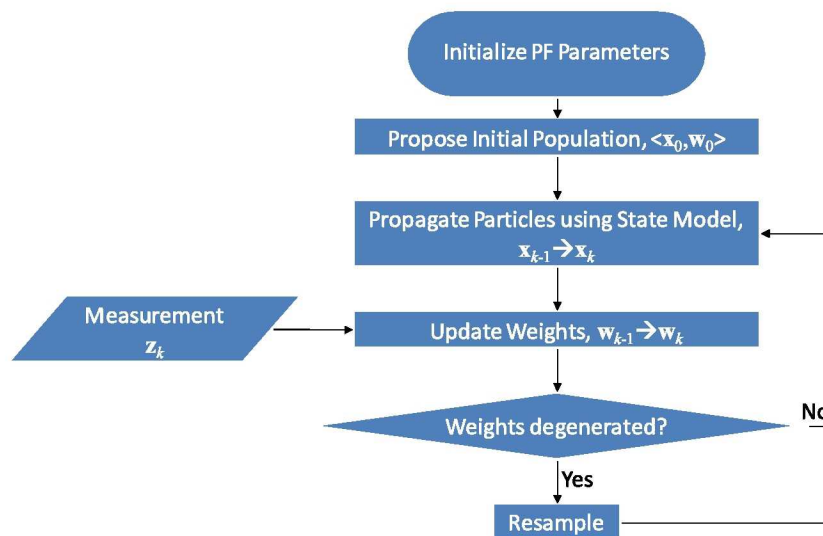 Initialize PF Parameters
Propose Initial Population, <x₀,w₀>
Propagate Particles using State Model,
xₖ₋₁→xₖ
Measurement
zₖ
Update Weights, wₖ₋₁→wₖ
Weights degenerated?
No
Yes
Resample